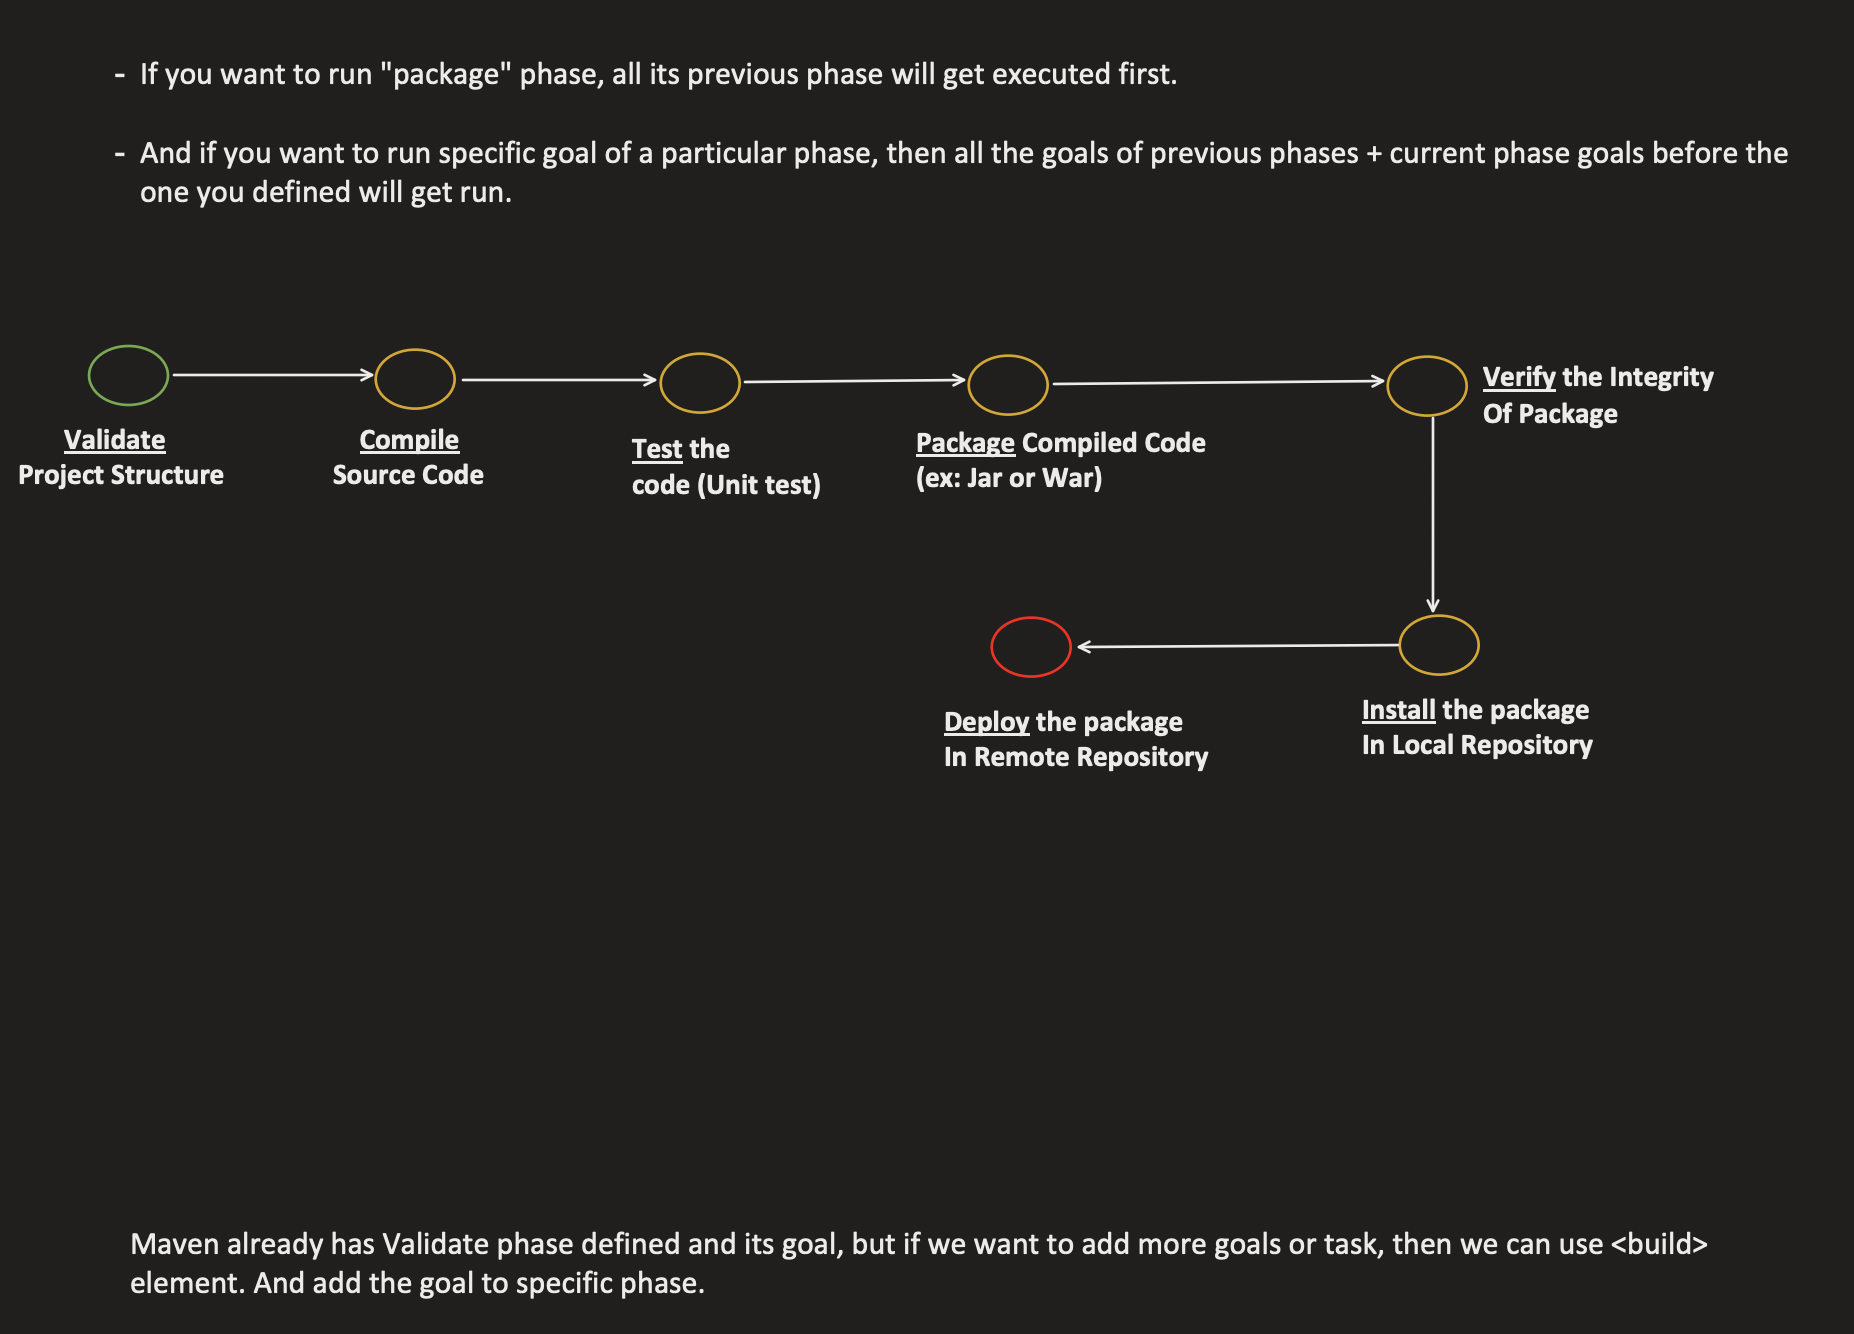 - If you want to run "package" phase, all its previous phase will get executed first.
- And if you want to run specific goal of a particular phase, then all the goals of previous phases + current phase goals before the
one you defined will get run.
Validate
Project Structure
Compile
Source Code
Test the
code (Unit test)
Package Compiled Code
(ex: Jar or War)
Verify the Integrity
Of Package
Install the package
In Local Repository
Deploy the package
In Remote Repository
Maven already has Validate phase defined and its goal, but if we want to add more goals or task, then we can use <build>
element. And add the goal to specific phase.